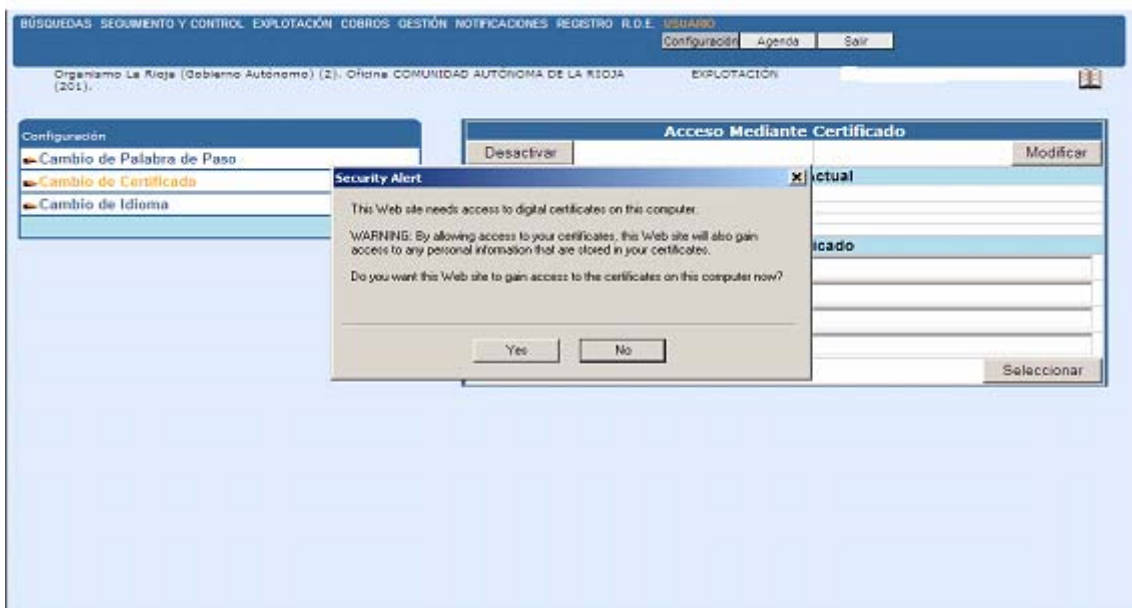 BÚSQUEDAS SEGUIMIENTO Y CONTROL EXPLOTACIÓN COBROS GESTIÓN NOTIFICACIONES REGISTRO R.O.E. USUARIO
Configuración Agenda Salir
Organismo La Rioja (Gobierno Autónomo) (2). Oficina COMUNIDAD AUTÓNOMA DE LA RIOJA EXPLOTACIÓN
(201).
Configuración
Cambio de Palabra de Paso
Cambio de Certificado
Cambio de Idioma
Acceso Mediante Certificado
Desactivar Modificar
Actual
icado
Seleccionar
Security Alert
This Web site needs access to digital certificates on this computer.
WARNING: By allowing access to your certificates, this Web site will also gain
access to any personal information that are stored in your certificates.
Do you want this Web site to gain access to the certificates on this computer now?
Yes No